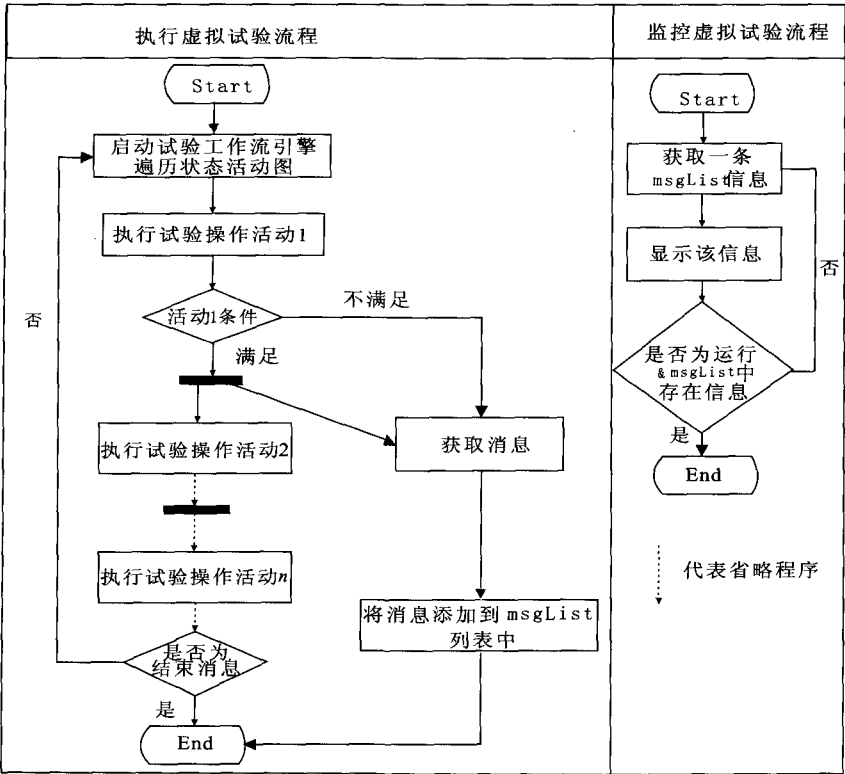 执行虚拟试验流程
Start
启动试验工作流引擎
遍历状态活动图
执行试验操作活动1
活动1条件
不满足
满足
否
执行试验操作活动2
获取消息
执行试验操作活动n
将消息添加到msgList
列表中
是否为
结束消息
是
End
监控虚拟试验流程
Start
获取一条
msgList信息
显示该信息
否
是否为运行
&msgList中
存在信息
是
End
代表省略程序